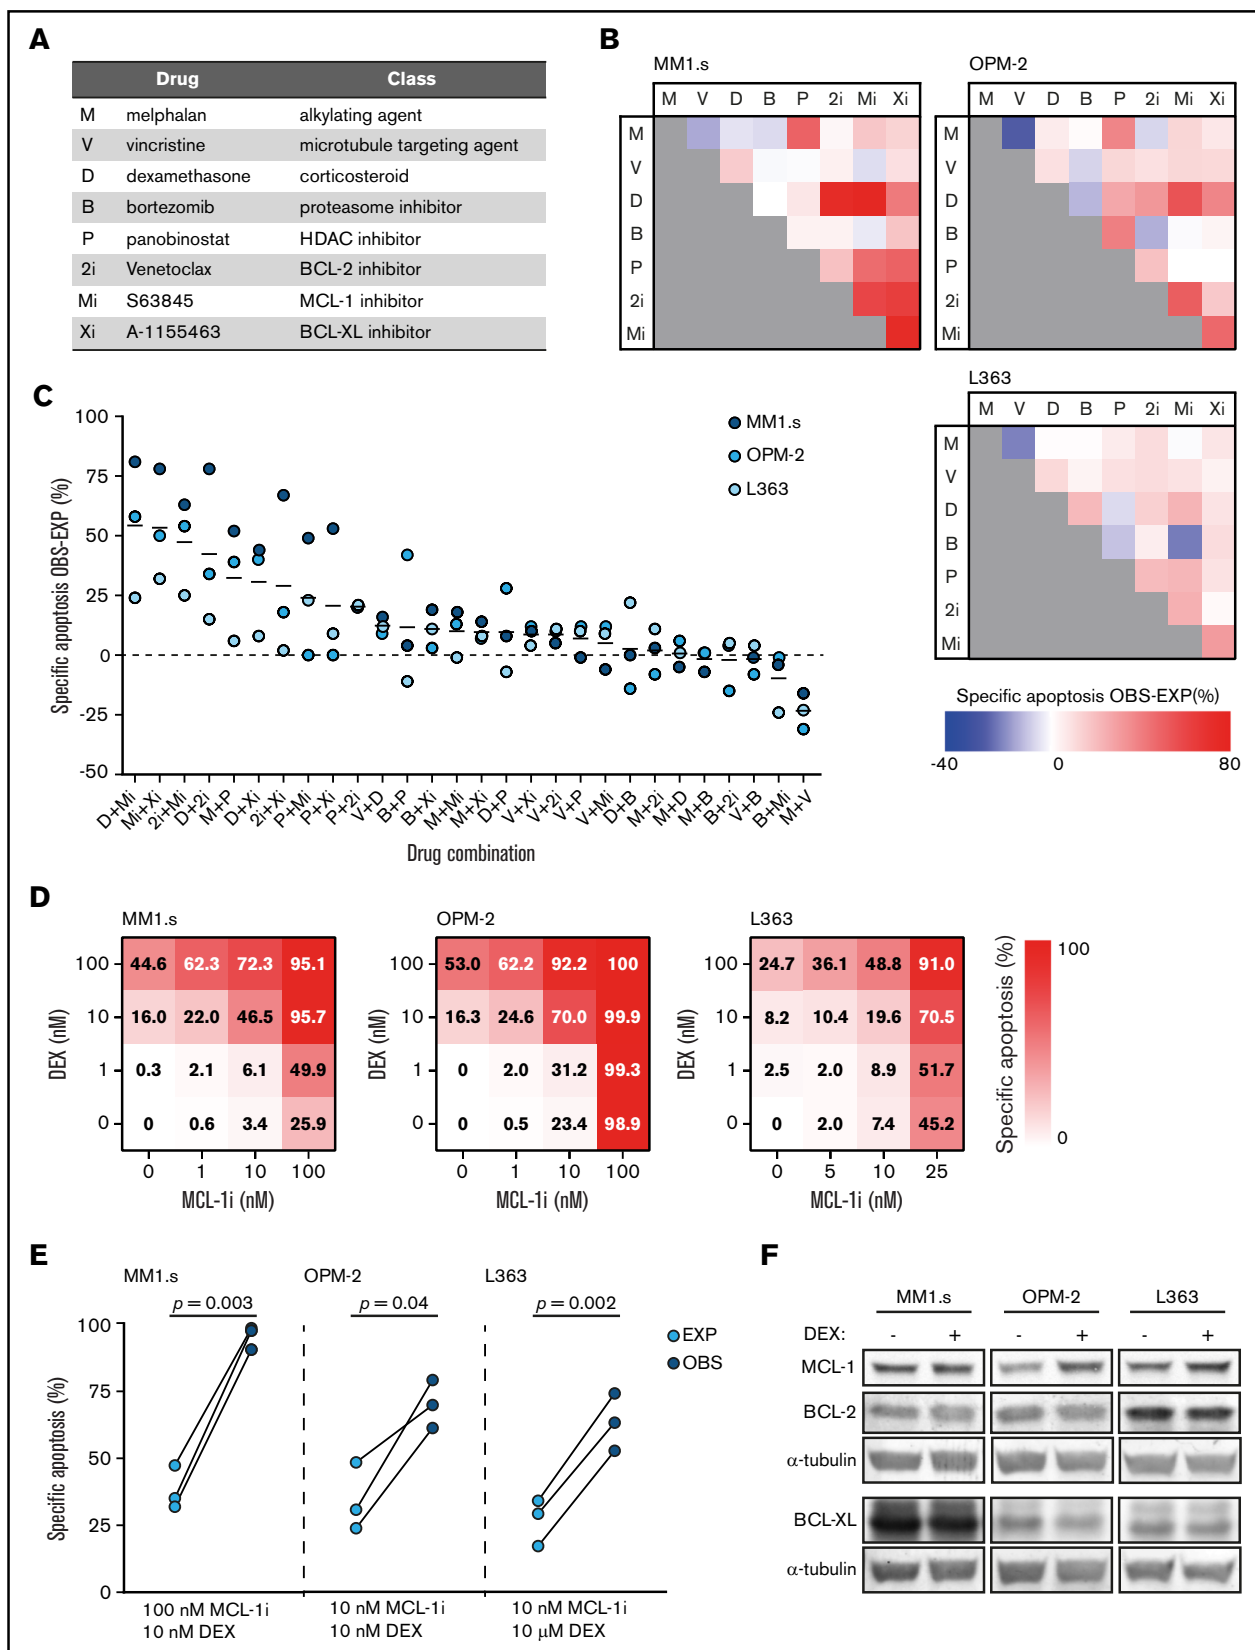 A
Drug Class
M melphalan alkylating agent
V vincristine microtubule targeting agent
D dexamethasone corticosteroid
B bortezomib proteasome inhibitor
P panobinostat HDAC inhibitor
2i Venetoclax BCL-2 inhibitor
Mi S63845 MCL-1 inhibitor
Xi A-1155463 BCL-XL inhibitor
B
MM1.s
M V D B P 2i Mi Xi
M
V
D
B
P
2i
Mi
OPM-2
M V D B P 2i Mi Xi
M
V
D
B
P
2i
Mi
L363
M V D B P 2i Mi Xi
M
V
D
B
P
2i
Mi
Specific apoptosis OBS-EXP(%)
-40 0 80
C
Specific apoptosis OBS-EXP (%)
100
75
50
25
0
-25
-50
MM1.s
OPM-2
L363
D+Mi Mi+Xi 2i+Mi D+2i M+P D+Xi 2i+Xi P+Mi P+Xi P+2i V+D B+P B+Xi M+Mi M+Xi D+P V+Xi V+2i V+P V+Mi D+B M+2i M+D M+B B+2i V+B B+Mi M+V
Drug combination
D
MM1.s
DEX (nM)
100 44.6 62.3 72.3 95.1
10 16.0 22.0 46.5 95.7
1 0.3 2.1 6.1 49.9
0 0 0.6 3.4 25.9
0 1 10 100
MCL-1i (nM)
OPM-2
DEX (nM)
100 53.0 62.2 92.2 100
10 16.3 24.6 70.0 99.9
1 0 2.0 31.2 99.3
0 0 0.5 23.4 98.9
0 1 10 100
MCL-1i (nM)
L363
DEX (nM)
100 24.7 36.1 48.8 91.0
10 8.2 10.4 19.6 70.5
1 2.5 2.0 8.9 51.7
0 0 2.0 7.4 45.2
0 5 10 25
MCL-1i (nM)
Specific apoptosis (%)
100
0
E
MM1.s OPM-2 L363
p = 0.003 p = 0.04 p = 0.002
Specific apoptosis (%)
100
75
50
25
0
EXP
OBS
100 nM MCL-1i
10 nM DEX
10 nM MCL-1i
10 nM DEX
10 nM MCL-1i
10 µM DEX
F
MM1.s OPM-2 L363
DEX: - + - + - +
MCL-1
BCL-2
α-tubulin
BCL-XL
α-tubulin